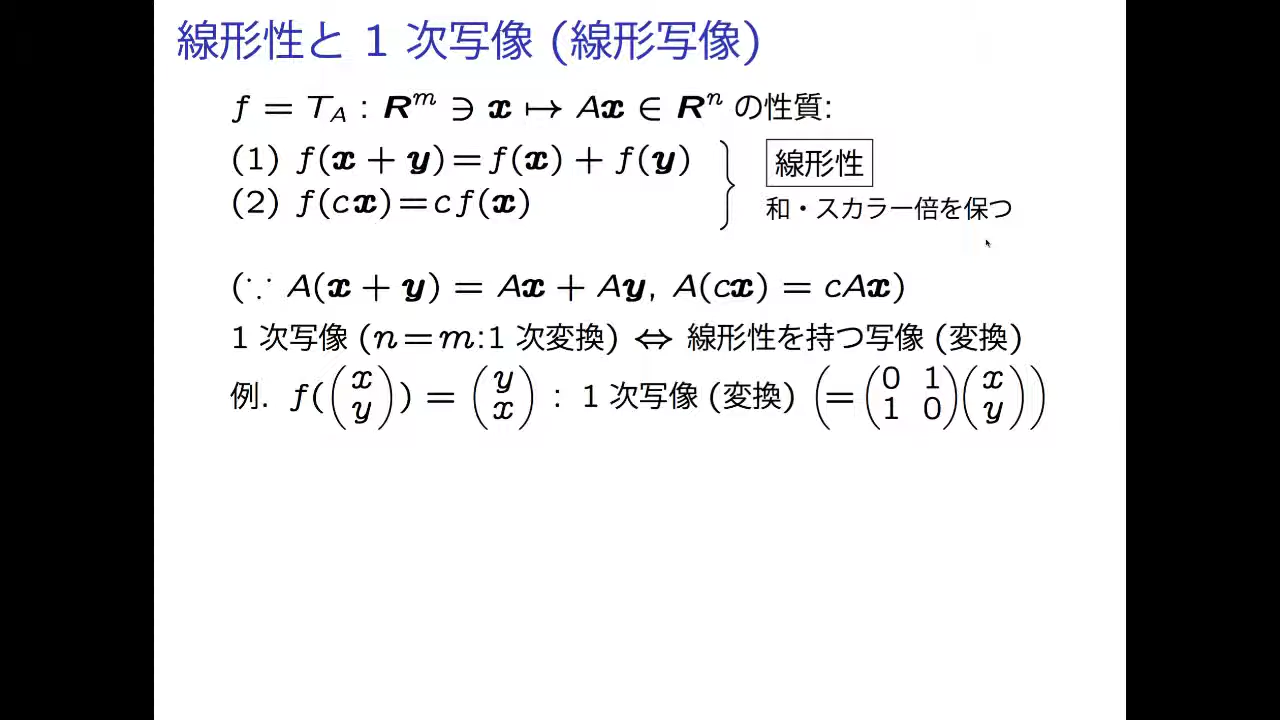 線形性と 1 次写像 (線形写像)
f = T_A : R^m ∋ x ↦ Ax ∈ R^n の性質:
(1) f(x + y)=f(x) + f(y)
(2) f(cx)=cf(x)
線形性
和・スカラー倍を保つ
(∵ A(x + y) = Ax + Ay, A(cx) = cAx)
1 次写像 (n=m:1 次変換) ⇔ 線形性を持つ写像 (変換)
例. f((x y)) = (y x) : 1 次写像 (変換) (=(0 1 1 0)(x y))